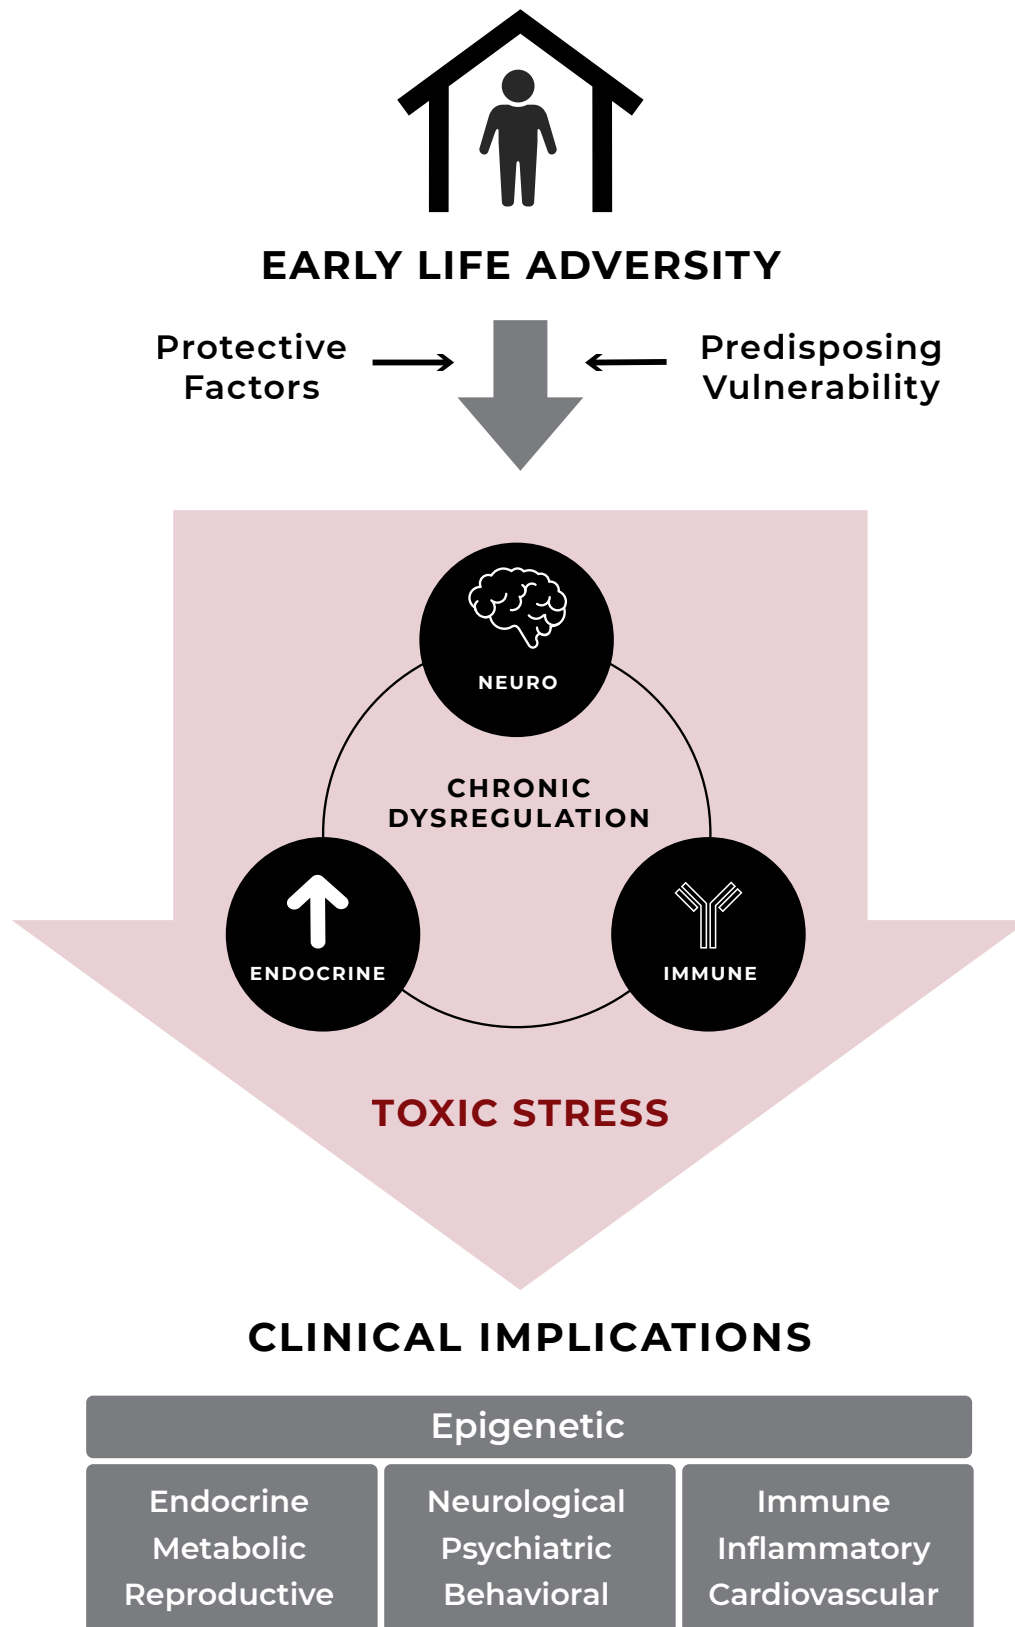 EARLY LIFE ADVERSITY
Protective
Factors
Predisposing
Vulnerability
NEURO
CHRONIC
DYSREGULATION
ENDOCRINE
IMMUNE
TOXIC STRESS
CLINICAL IMPLICATIONS
Epigenetic
Endocrine
Metabolic
Reproductive
Neurological
Psychiatric
Behavioral
Immune
Inflammatory
Cardiovascular